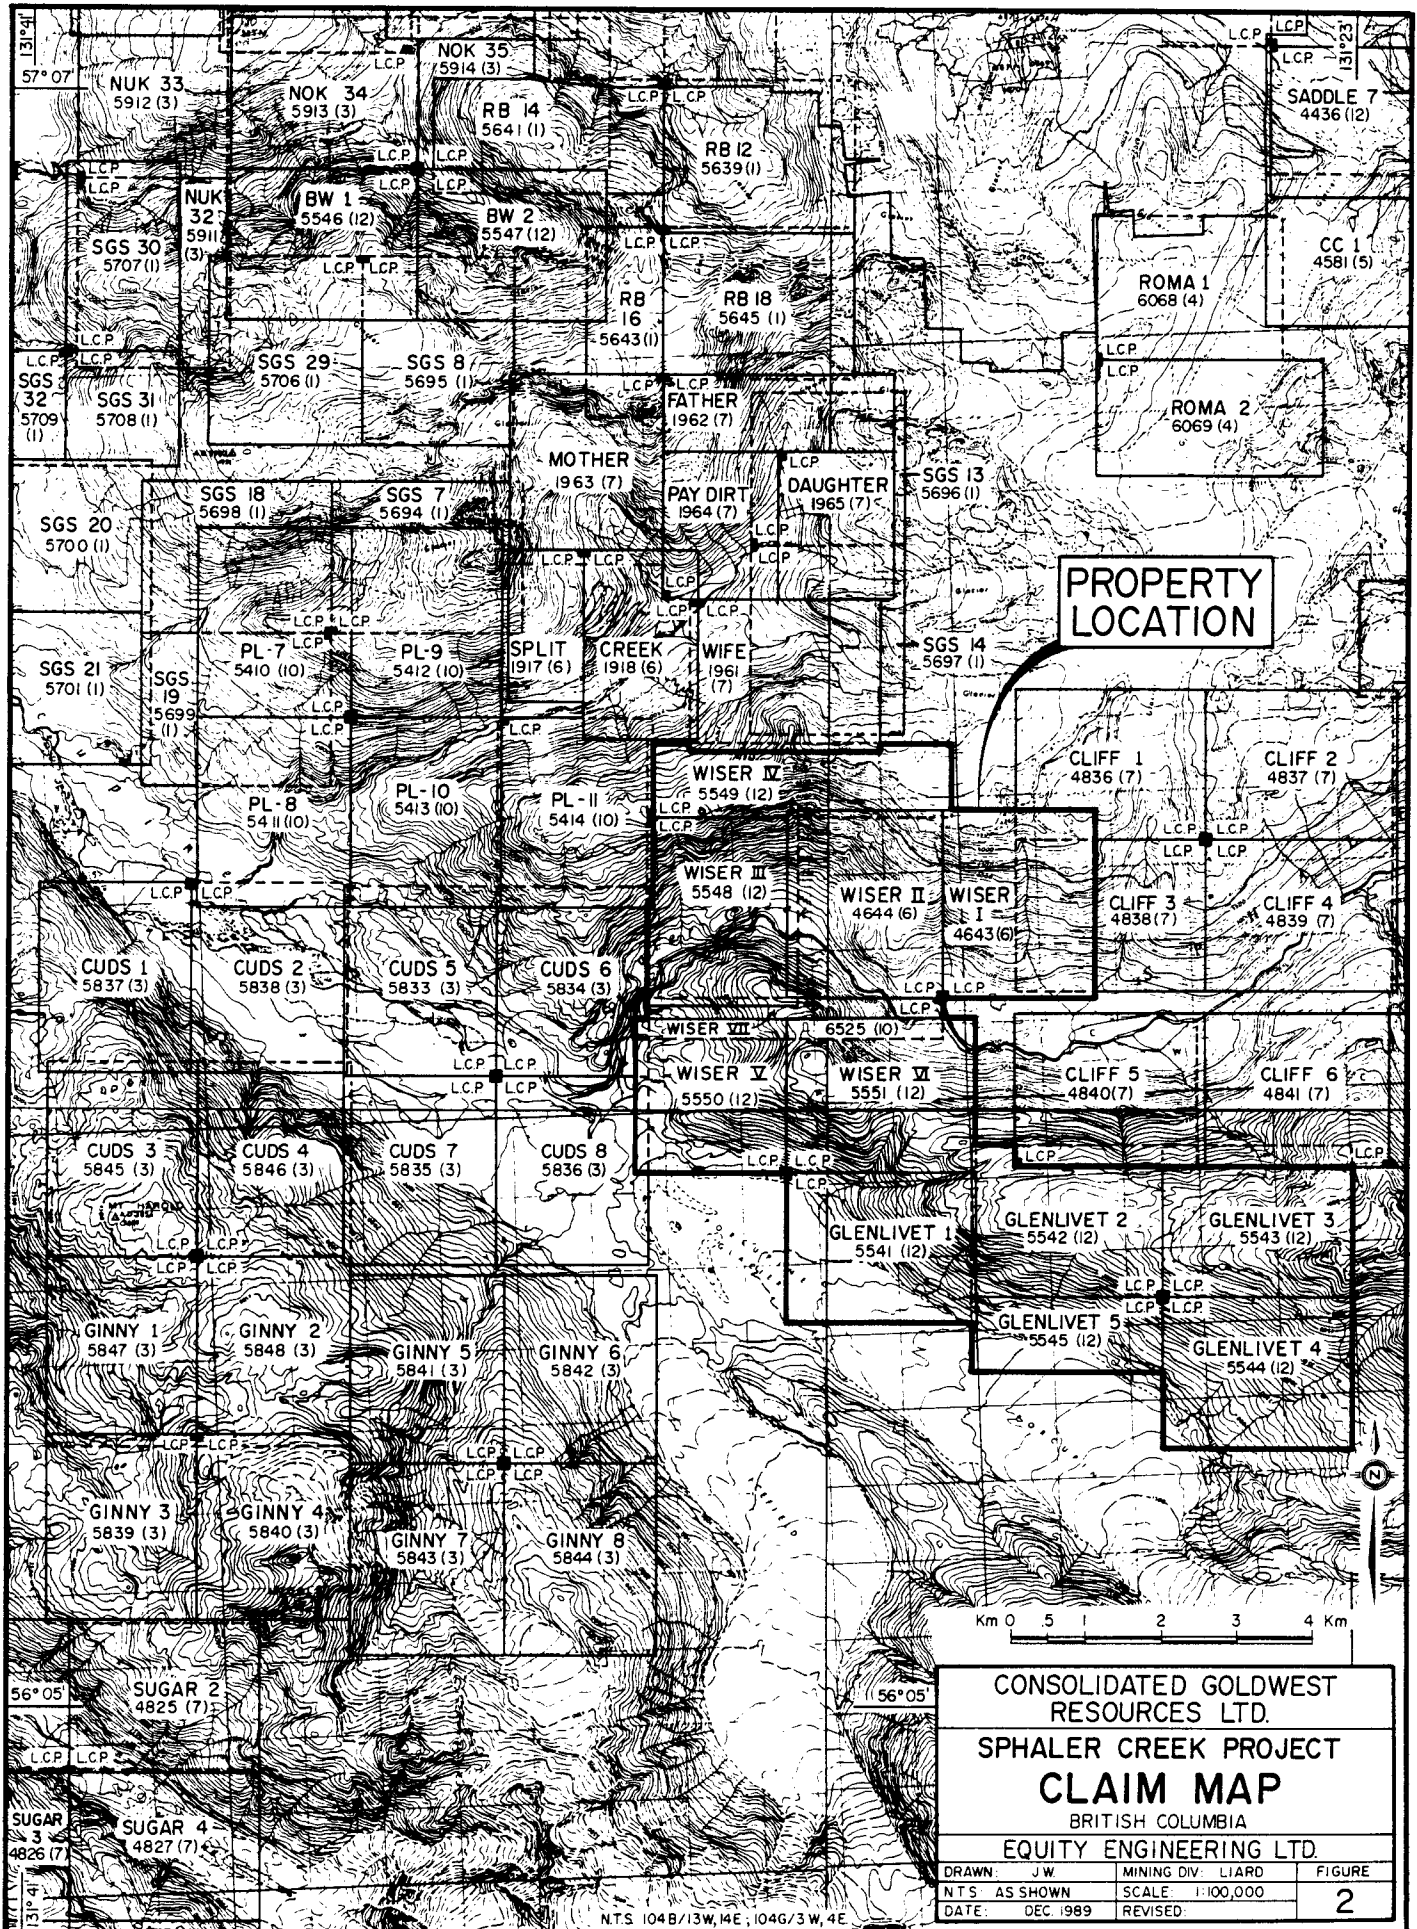 131°41'
57°07'
NUK 33
5912 (3)
NOK 34
5913 (3)
NOK 35
5914 (3)
L.C.P.
RB 14
5641 (1)
L.C.P.
L.C.P.
RB 12
5639 (1)
L.C.P.
L.C.P.
131°23'
SADDLE 7
4436 (12)
L.C.P.
L.C.P.
NUK
32
5911
(3)
L.C.P.
L.C.P.
BW 1
5546 (12)
L.C.P.
L.C.P.
BW 2
5547 (12)
SGS 30
5707 (1)
L.C.P.
L.C.P.
L.C.P.
L.C.P.
RB
16
5643 (1)
RB 18
5645 (1)
ROMA 1
6068 (4)
CC 1
4581 (5)
L.C.P.
L.C.P.
SGS
32
5709
(1)
SGS 31
5708 (1)
SGS 29
5706 (1)
SGS 8
5695 (1)
L.C.P.
L.C.P.
FATHER
1962 (7)
L.C.P.
L.C.P.
ROMA 2
6069 (4)
MOTHER
1963 (7)
PAY DIRT
1964 (7)
L.C.P.
DAUGHTER
1965 (7)
SGS 13
5696 (1)
SGS 20
5700 (1)
SGS 18
5698 (1)
SGS 7
5694 (1)
L.C.P.
L.C.P.
L.C.P.
L.C.P.
L.C.P.
L.C.P.
PROPERTY
LOCATION
Glacier
L.C.P.
L.C.P.
L.C.P.
PL-7
5410 (10)
PL-9
5412 (10)
SPLIT
1917 (6)
CREEK
1918 (6)
WIFE
1961
(7)
SGS 14
5697 (1)
Glacier
SGS 21
5701 (1)
SGS
19
5699
(1)
L.C.P.
L.C.P.
L.C.P.
CLIFF 1
4836 (7)
CLIFF 2
4837 (7)
PL-8
5411 (10)
PL-10
5413 (10)
PL-11
5414 (10)
WISER IV
5549 (12)
L.C.P.
L.C.P.
L.C.P.
L.C.P.
L.C.P.
L.C.P.
WISER III
5548 (12)
WISER II
4644 (6)
WISER
I
4643 (6)
CLIFF 3
4838 (7)
CLIFF 4
4839 (7)
L.C.P.
L.C.P.
CUDS 1
5837 (3)
CUDS 2
5838 (3)
CUDS 5
5833 (3)
CUDS 6
5834 (3)
L.C.P.
L.C.P.
L.C.P.
WISER VII
6525 (10)
L.C.P.
L.C.P.
L.C.P.
L.C.P.
WISER V
5550 (12)
WISER VI
5551 (12)
CLIFF 5
4840 (7)
CLIFF 6
4841 (7)
CUDS 3
5845 (3)
CUDS 4
5846 (3)
CUDS 7
5835 (3)
CUDS 8
5836 (3)
L.C.P.
L.C.P.
L.C.P.
L.C.P.
L.C.P.
MT HAROLD
L.C.P.
L.C.P.
L.C.P.
L.C.P.
GLENLIVET 1
5541 (12)
GLENLIVET 2
5542 (12)
GLENLIVET 3
5543 (12)
L.C.P.
L.C.P.
L.C.P.
L.C.P.
GINNY 1
5847 (3)
GINNY 2
5848 (3)
GINNY 5
5841 (3)
GINNY 6
5842 (3)
GLENLIVET 5
5545 (12)
GLENLIVET 4
5544 (12)
L.C.P.
L.C.P.
L.C.P.
L.C.P.
L.C.P.
L.C.P.
N
GINNY 3
5839 (3)
GINNY 4
5840 (3)
GINNY 7
5843 (3)
GINNY 8
5844 (3)
Km 0 .5 1 2 3 4 Km
SUGAR 2
4825 (7)
56°05'
56°05'
L.C.P.
L.C.P.
SUGAR
3
4826 (7)
SUGAR 4
4827 (7)
131°41'
N.T.S. 104B/13W, 14E; 104G/3W, 4E
CONSOLIDATED GOLDWEST
RESOURCES LTD.
SPHALER CREEK PROJECT
CLAIM MAP
BRITISH COLUMBIA
EQUITY ENGINEERING LTD.
DRAWN: J.W. MINING DIV: LIARD FIGURE
N.T.S: AS SHOWN SCALE: 1:100,000 2
DATE: DEC. 1989 REVISED: